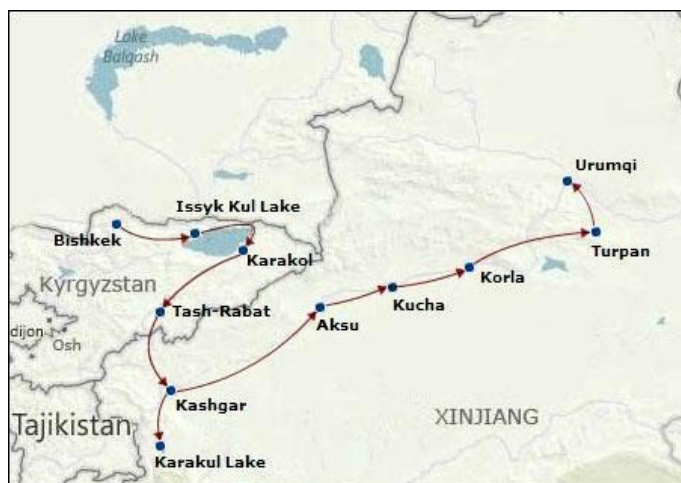 Lake
Balqash
Urumqi
Issyk Kul Lake
Bishkek
Turpan
Karakol
Korla
Kyrgyzstan
Kucha
Tash-Rabat
Aksu
dijon
Osh
Kashgar
XINJIANG
Tajikistan
Karakul Lake